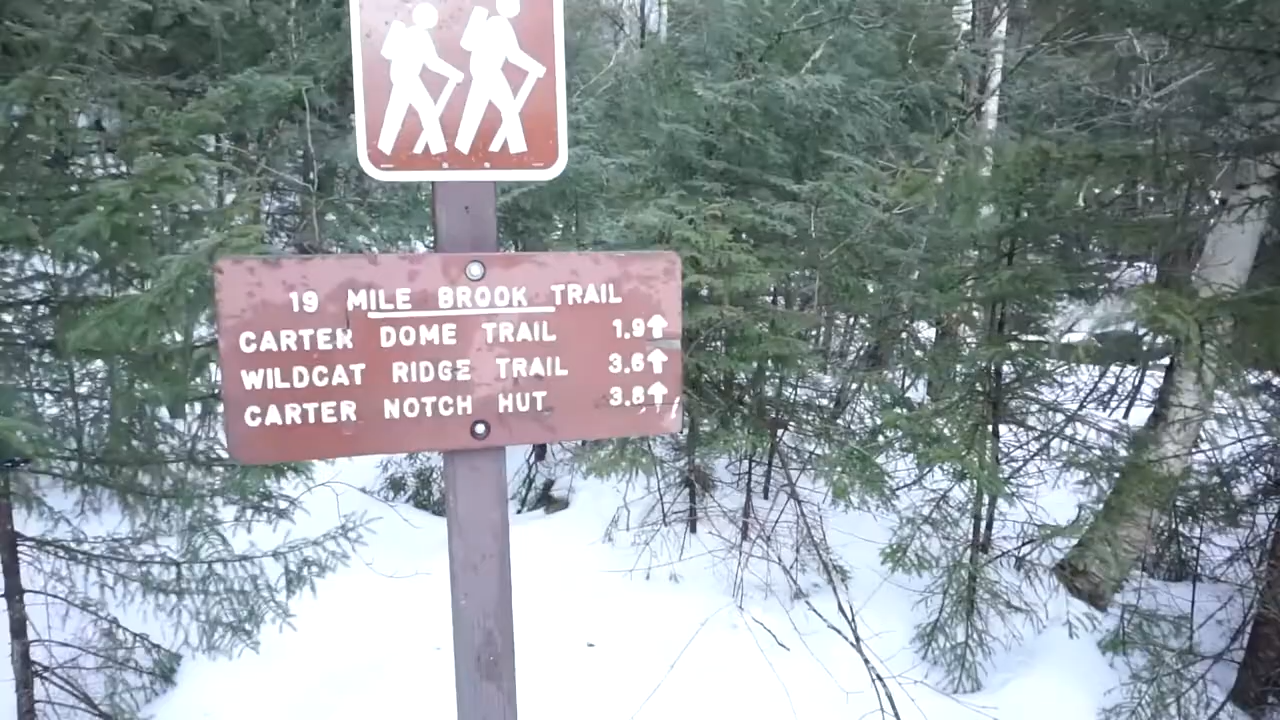 19 MILE BROOK TRAIL
CARTER DOME TRAIL 1.9↑
WILDCAT RIDGE TRAIL 3.6↑
CARTER NOTCH HUT 3.8↑